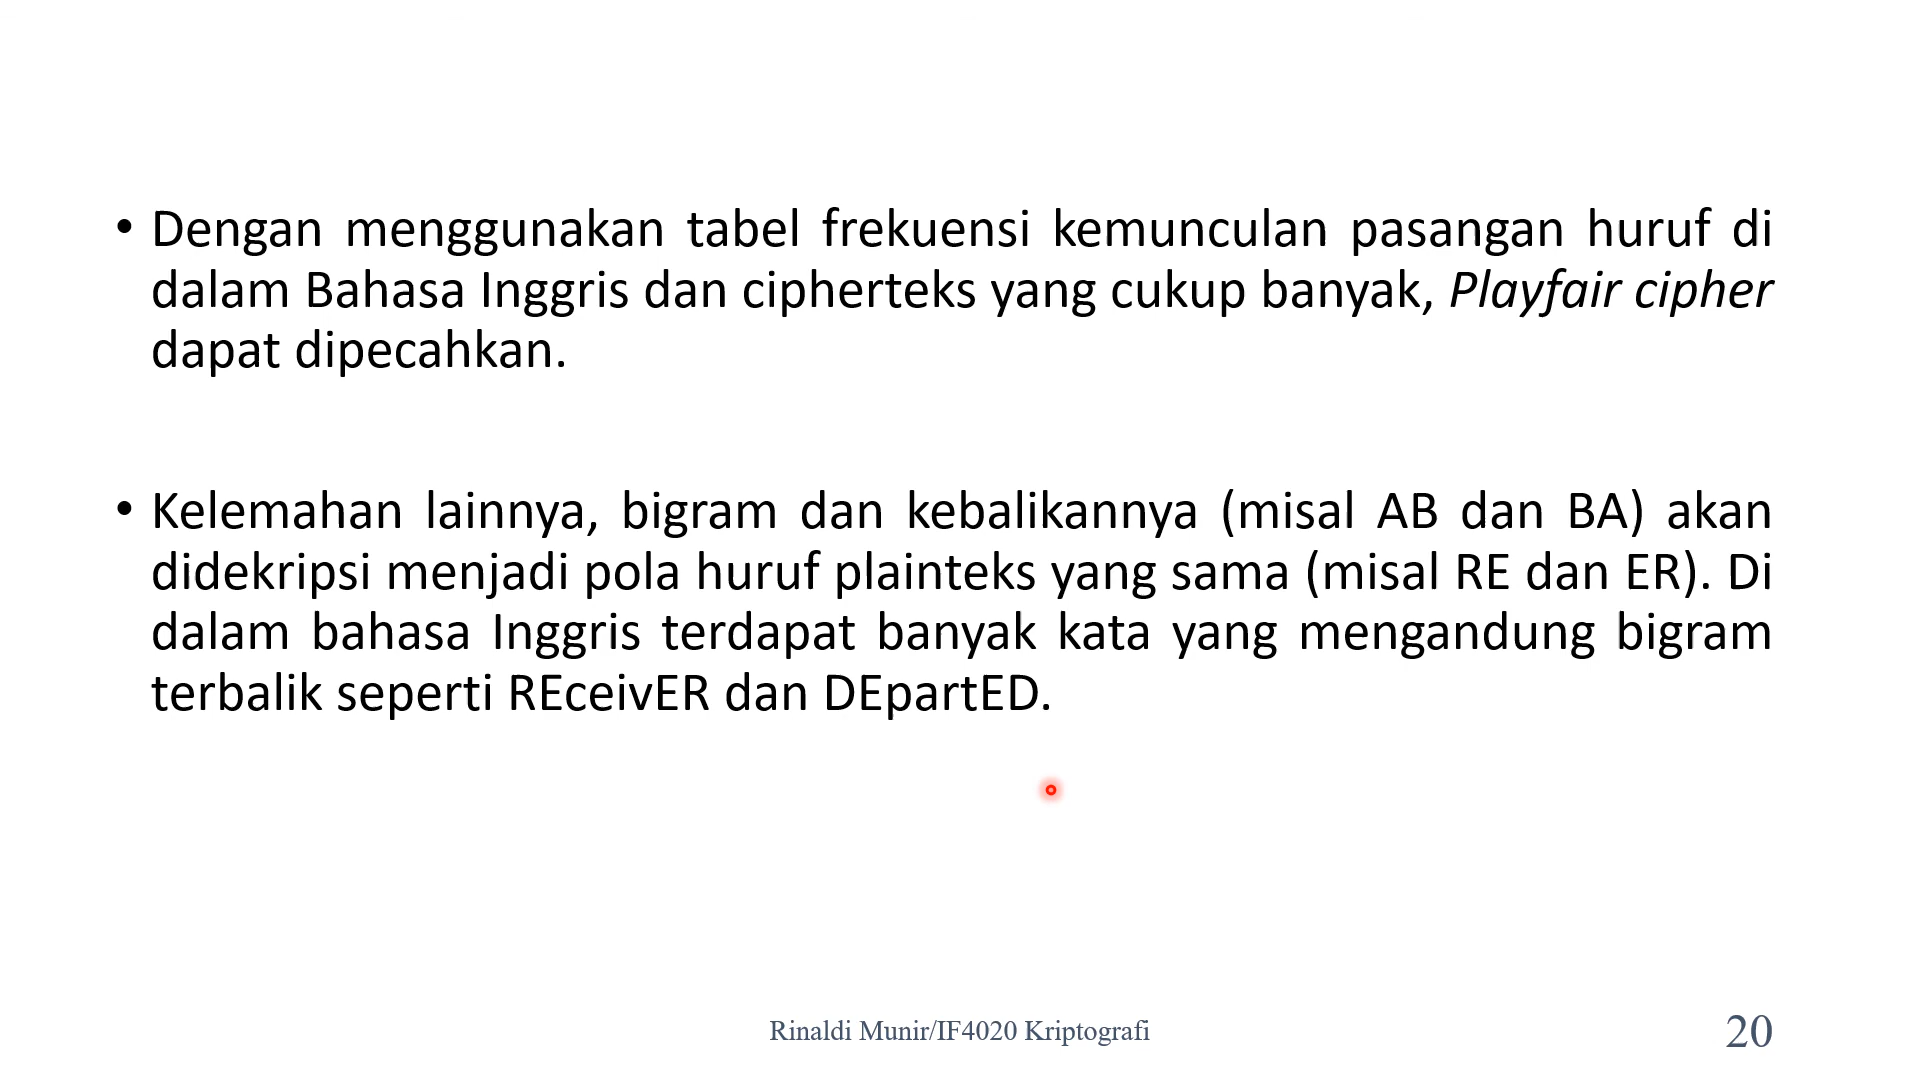 • Dengan menggunakan tabel frekuensi kemunculan pasangan huruf di
dalam Bahasa Inggris dan cipherteks yang cukup banyak, Playfair cipher
dapat dipecahkan.
• Kelemahan lainnya, bigram dan kebalikannya (misal AB dan BA) akan
didekripsi menjadi pola huruf plainteks yang sama (misal RE dan ER). Di
dalam bahasa Inggris terdapat banyak kata yang mengandung bigram
terbalik seperti REceivER dan DEpartED.
Rinaldi Munir/IF4020 Kriptografi
20